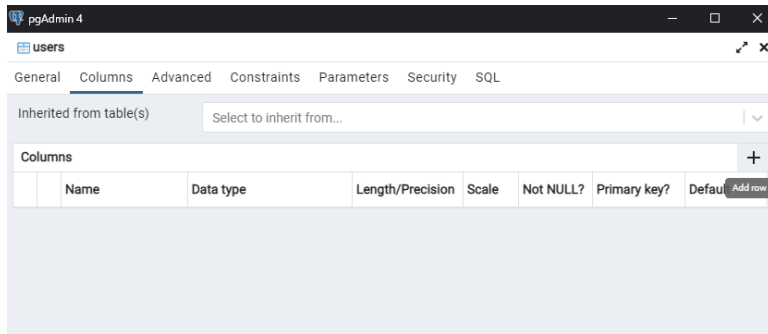 pgAdmin 4
users
General Columns Advanced Constraints Parameters Security SQL
Inherited from table(s) Select to inherit from...
Columns
Name Data type Length/Precision Scale Not NULL? Primary key? Defaul
Add row